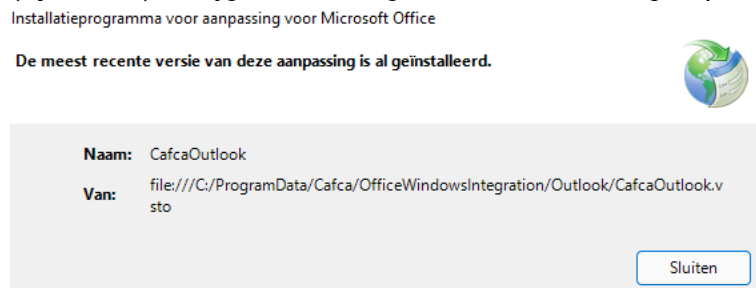 Installatieprogramma voor aanpassing voor Microsoft Office
De meest recente versie van deze aanpassing is al geïnstalleerd.
Naam: CafcaOutlook
Van: file:///C:/ProgramData/Cafca/OfficeWindowsIntegration/Outlook/CafcaOutlook.v
sto
Sluiten